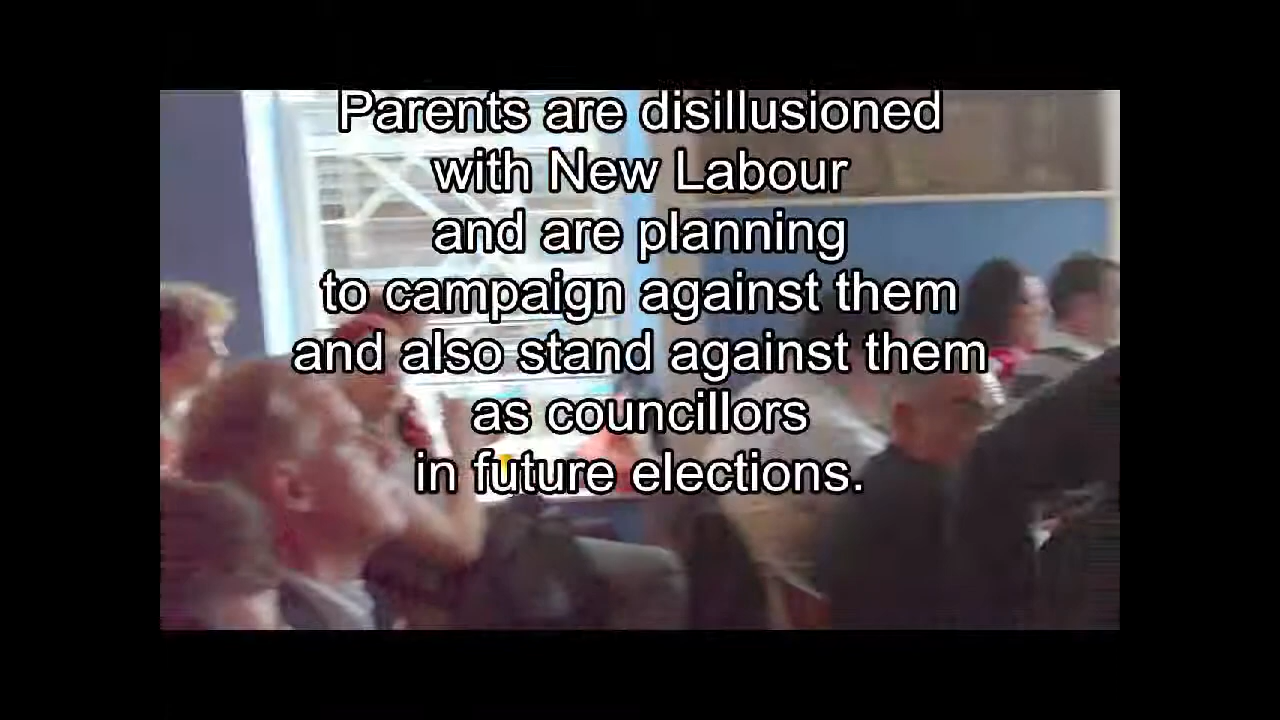 Parents are disillusioned
with New Labour
and are planning
to campaign against them
and also stand against them
as councillors
in future elections.